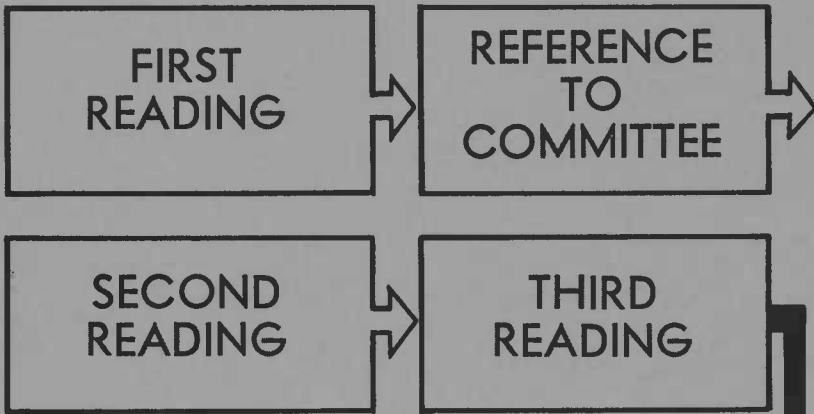 FIRST
READING
REFERENCE
TO
COMMITTEE
SECOND
READING
THIRD
READING